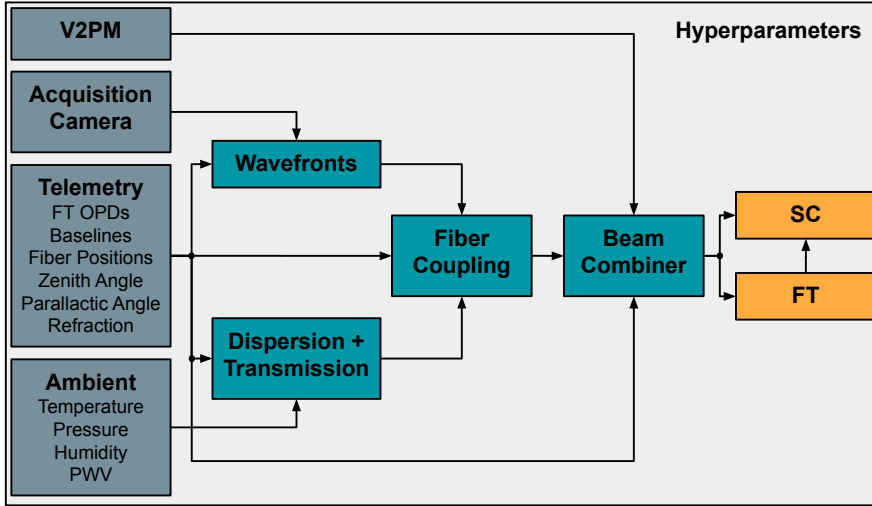 V2PM
Hyperparameters
Acquisition
Camera
Wavefronts
Telemetry
FT OPDs
Baselines
Fiber Positions
Zenith Angle
Parallactic Angle
Refraction
Fiber
Coupling
Beam
Combiner
SC
FT
Dispersion +
Transmission
Ambient
Temperature
Pressure
Humidity
PWV